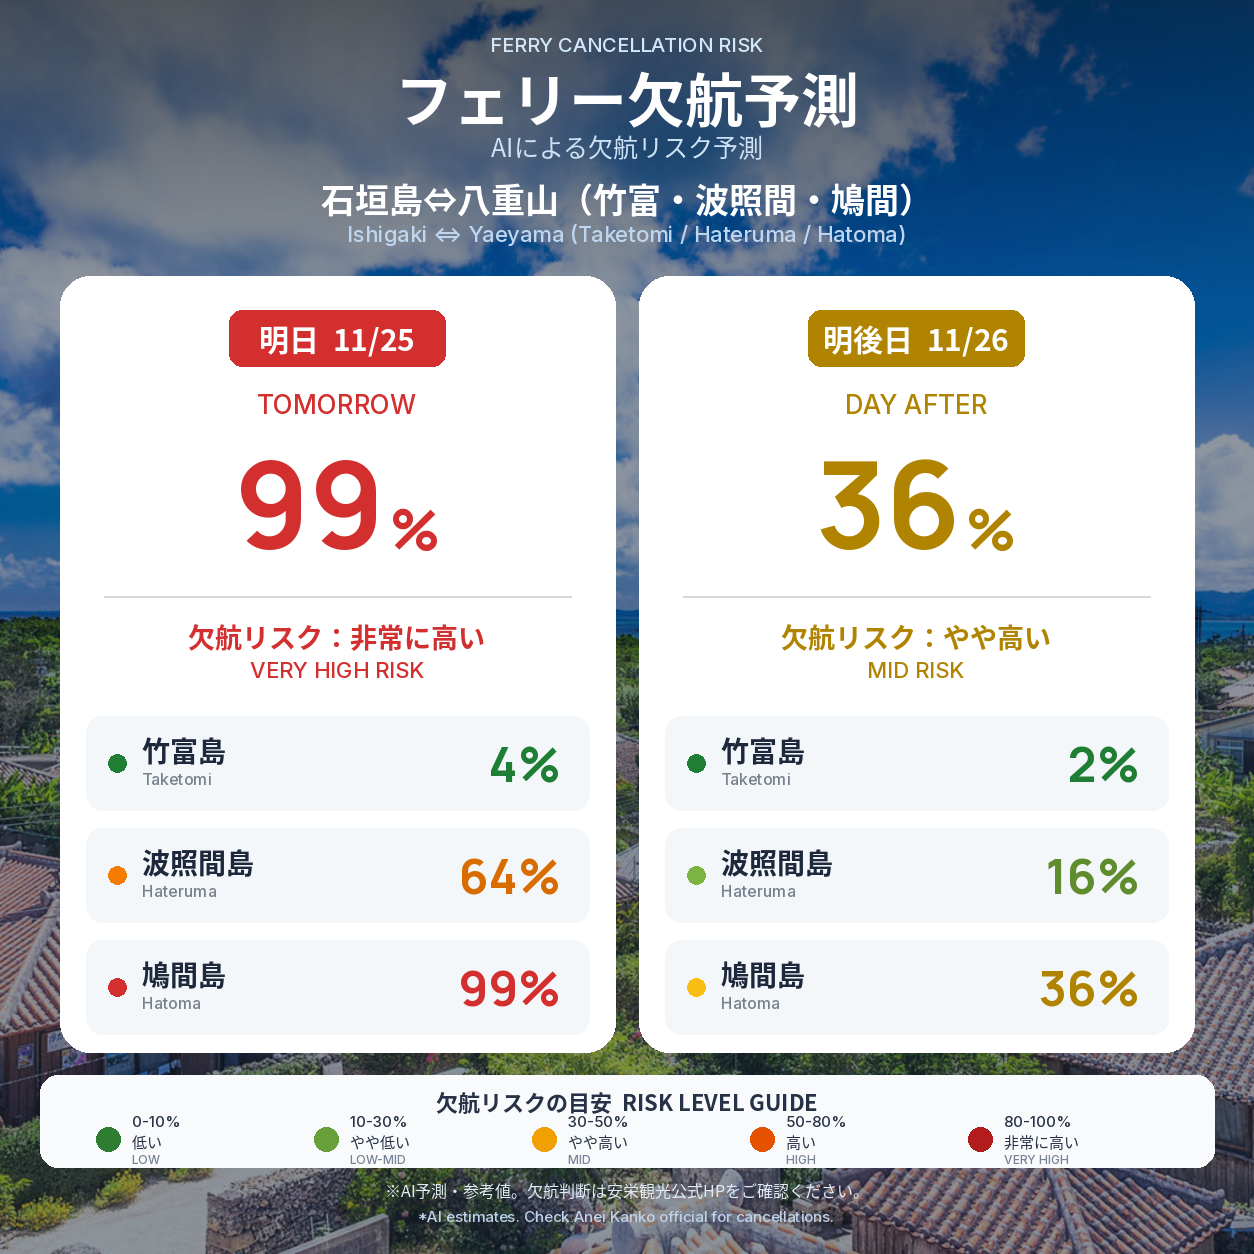 FERRY CANCELLATION RISK
フェリー欠航予測
AIによる欠航リスク予測
石垣島⇔八重山（竹富・波照間・鳩間）
Ishigaki ⇔ Yaeyama (Taketomi / Hateruma / Hatoma)
明日 11/25
TOMORROW
99%
欠航リスク：非常に高い
VERY HIGH RISK
竹富島
Taketomi
4%
波照間島
Hateruma
64%
鳩間島
Hatoma
99%
明後日 11/26
DAY AFTER
36%
欠航リスク：やや高い
MID RISK
竹富島
Taketomi
2%
波照間島
Hateruma
16%
鳩間島
Hatoma
36%
欠航リスクの目安 RISK LEVEL GUIDE
0-10%
低い
LOW
10-30%
やや低い
LOW-MID
30-50%
やや高い
MID
50-80%
高い
HIGH
80-100%
非常に高い
VERY HIGH
※AI予測・参考値。欠航判断は安栄観光公式HPをご確認ください。
*AI estimates. Check Anei Kanko official for cancellations.